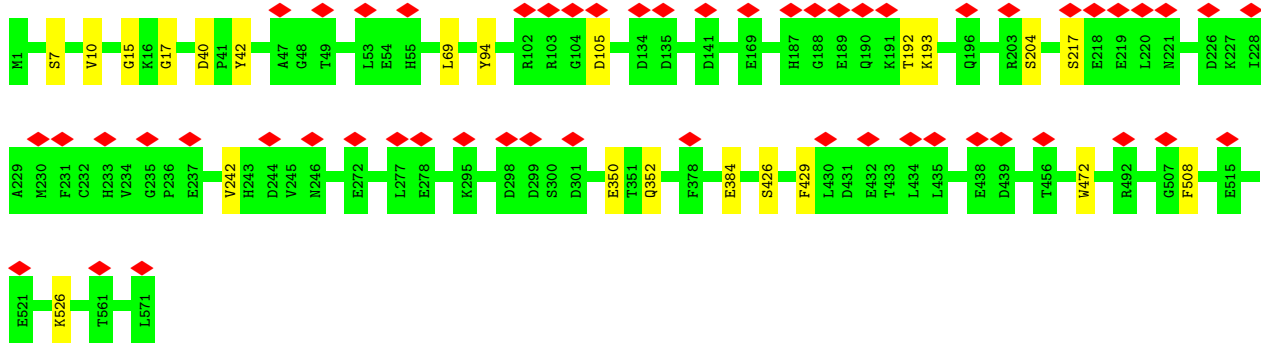 M1 S7 V10 G15 K16 G17 D40 P41 Y42 A47 G48 T49 L53 E54 H55 L69 Y94 R102 R103 G104 D105 D134 D135 D141 E169 H187 G188 E189 Q190 K191 T192 K193 Q196 R203 S204 S217 E218 E219 L220 N221 D226 K227 I228
A229 M230 F231 C232 H233 V234 G235 P236 E237 V242 H243 D244 V245 N246 E272 L277 E278 K295 D298 D299 S300 D301 E350 T351 Q352 F378 E384 S426 F429 L430 D431 E432 T433 L434 L435 E438 D439 T456 W472 R492 G507 F508 E515
E521 K526 T561 L571